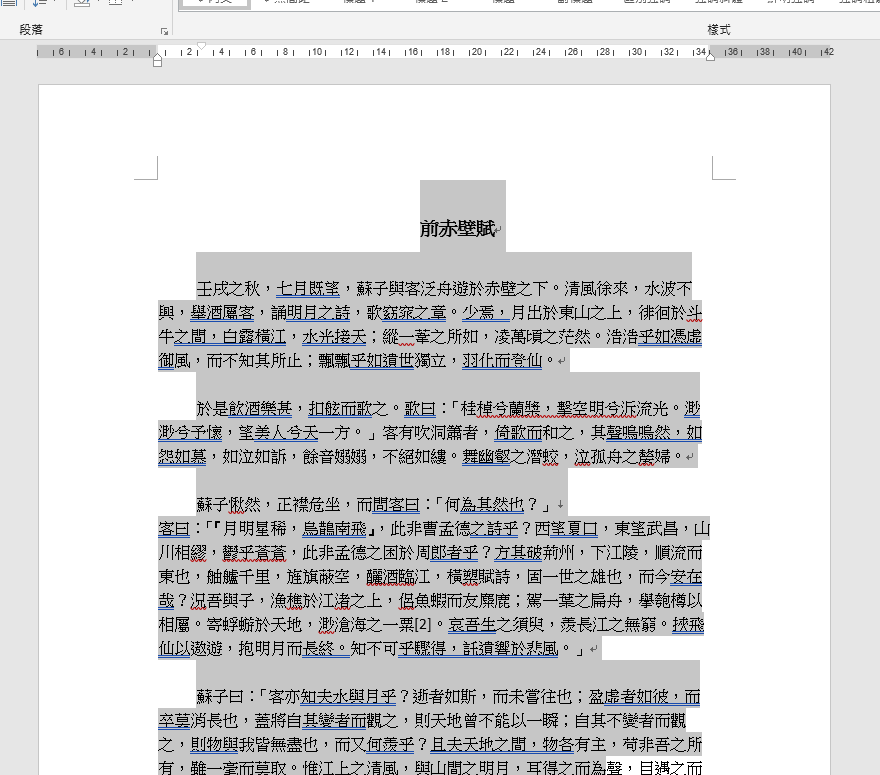 段落
樣式
6 4 2 2 4 6 8 10 12 14 16 18 20 22 24 26 28 30 32 34 36 38 40 42
前赤壁賦
壬戌之秋，七月既望，蘇子與客泛舟遊於赤壁之下。清風徐來，水波不
興，舉酒屬客，誦明月之詩，歌窈窕之章。少焉，月出於東山之上，徘徊於斗
牛之間，白露橫江，水光接天；縱一葦之所如，凌萬頃之茫然。浩浩乎如憑虛
御風，而不知其所止；飄飄乎如遺世獨立，羽化而登仙。
於是飲酒樂甚，扣舷而歌之。歌曰：「桂棹兮蘭槳，擊空明兮泝流光。渺
渺兮予懷，望美人兮天一方。」客有吹洞簫者，倚歌而和之，其聲嗚嗚然，如
怨如慕，如泣如訴，餘音嫋嫋，不絕如縷。舞幽壑之潛蛟，泣孤舟之嫠婦。
蘇子愀然，正襟危坐，而問客曰：「何為其然也？」
客曰：「『月明星稀，烏鵲南飛』，此非曹孟德之詩乎？西望夏口，東望武昌，山
川相繆，鬱乎蒼蒼，此非孟德之困於周郎者乎？方其破荊州，下江陵，順流而
東也，舳艫千里，旌旗蔽空，釃酒臨江，橫槊賦詩，固一世之雄也，而今安在
哉？況吾與子，漁樵於江渚之上，侶魚蝦而友麋鹿；駕一葉之扁舟，舉匏樽以
相屬。寄蜉蝣於天地，渺滄海之一粟[2]。哀吾生之須臾，羨長江之無窮。挾飛
仙以遨遊，抱明月而長終。知不可乎驟得，託遺響於悲風。」
蘇子曰：「客亦知夫水與月乎？逝者如斯，而未嘗往也；盈虛者如彼，而
卒莫消長也，蓋將自其變者而觀之，則天地曾不能以一瞬；自其不變者而觀
之，則物與我皆無盡也，而又何羨乎？且夫天地之間，物各有主，苟非吾之所
有，雖一毫而莫取。惟江上之清風，與山間之明月，耳得之而為聲，目遇之而